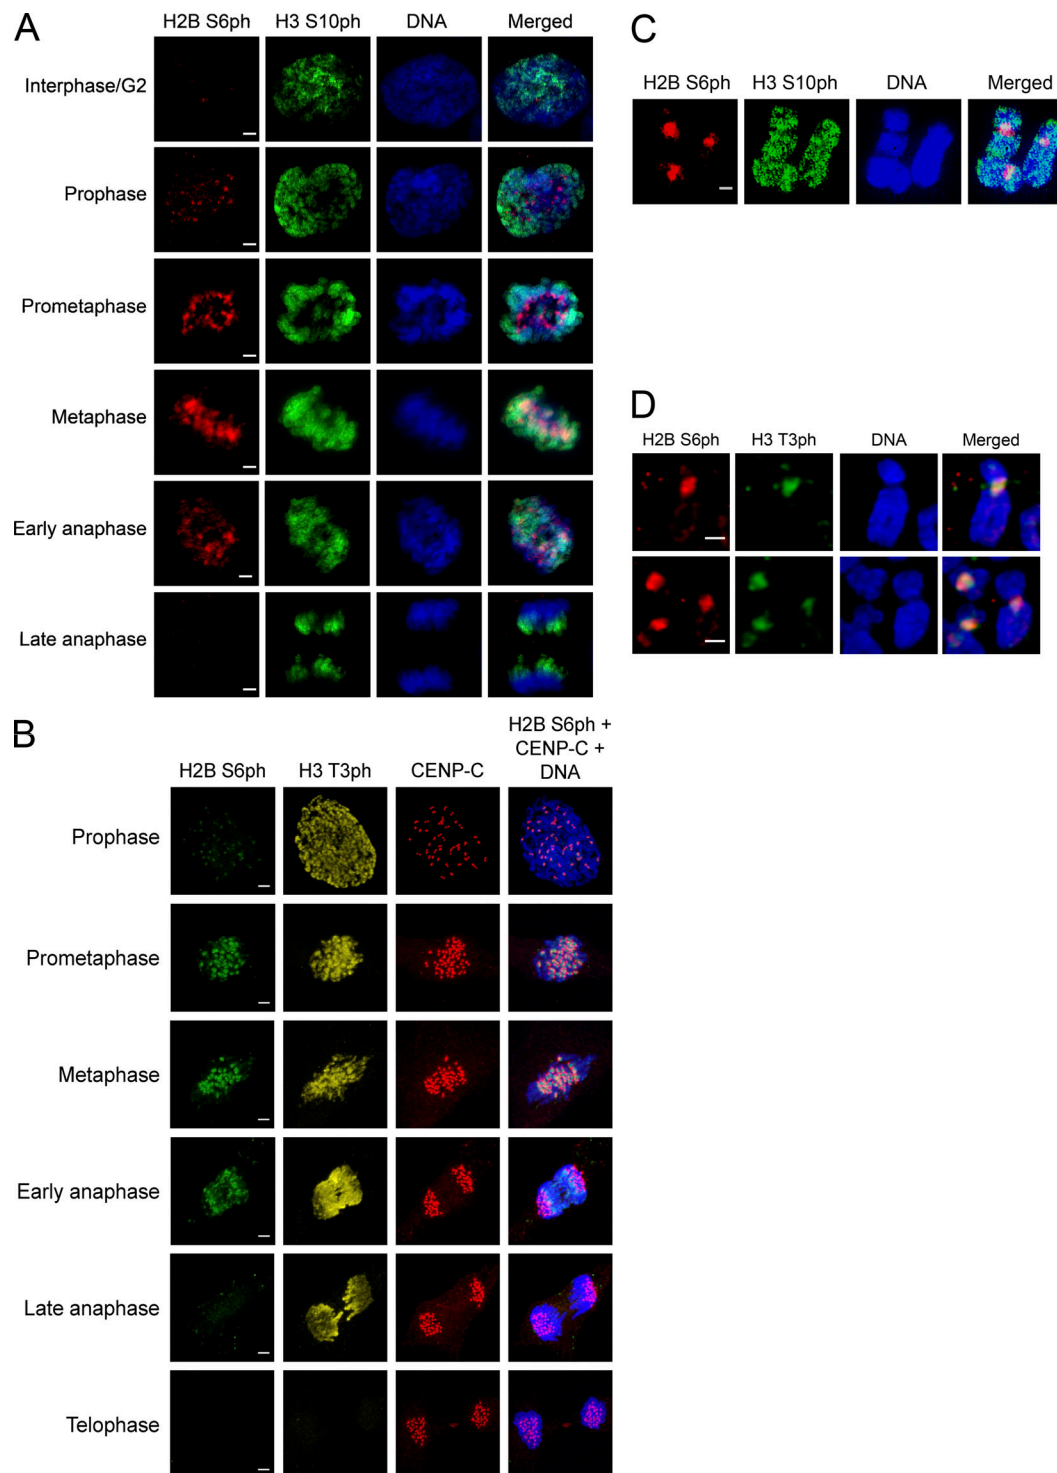 A
H2B S6ph H3 S10ph DNA Merged
Interphase/G2
Prophase
Prometaphase
Metaphase
Early anaphase
Late anaphase
B
H2B S6ph H3 T3ph CENP-C H2B S6ph +
CENP-C +
DNA
Prophase
Prometaphase
Metaphase
Early anaphase
Late anaphase
Telophase
C
H2B S6ph H3 S10ph DNA Merged
D
H2B S6ph H3 T3ph DNA Merged